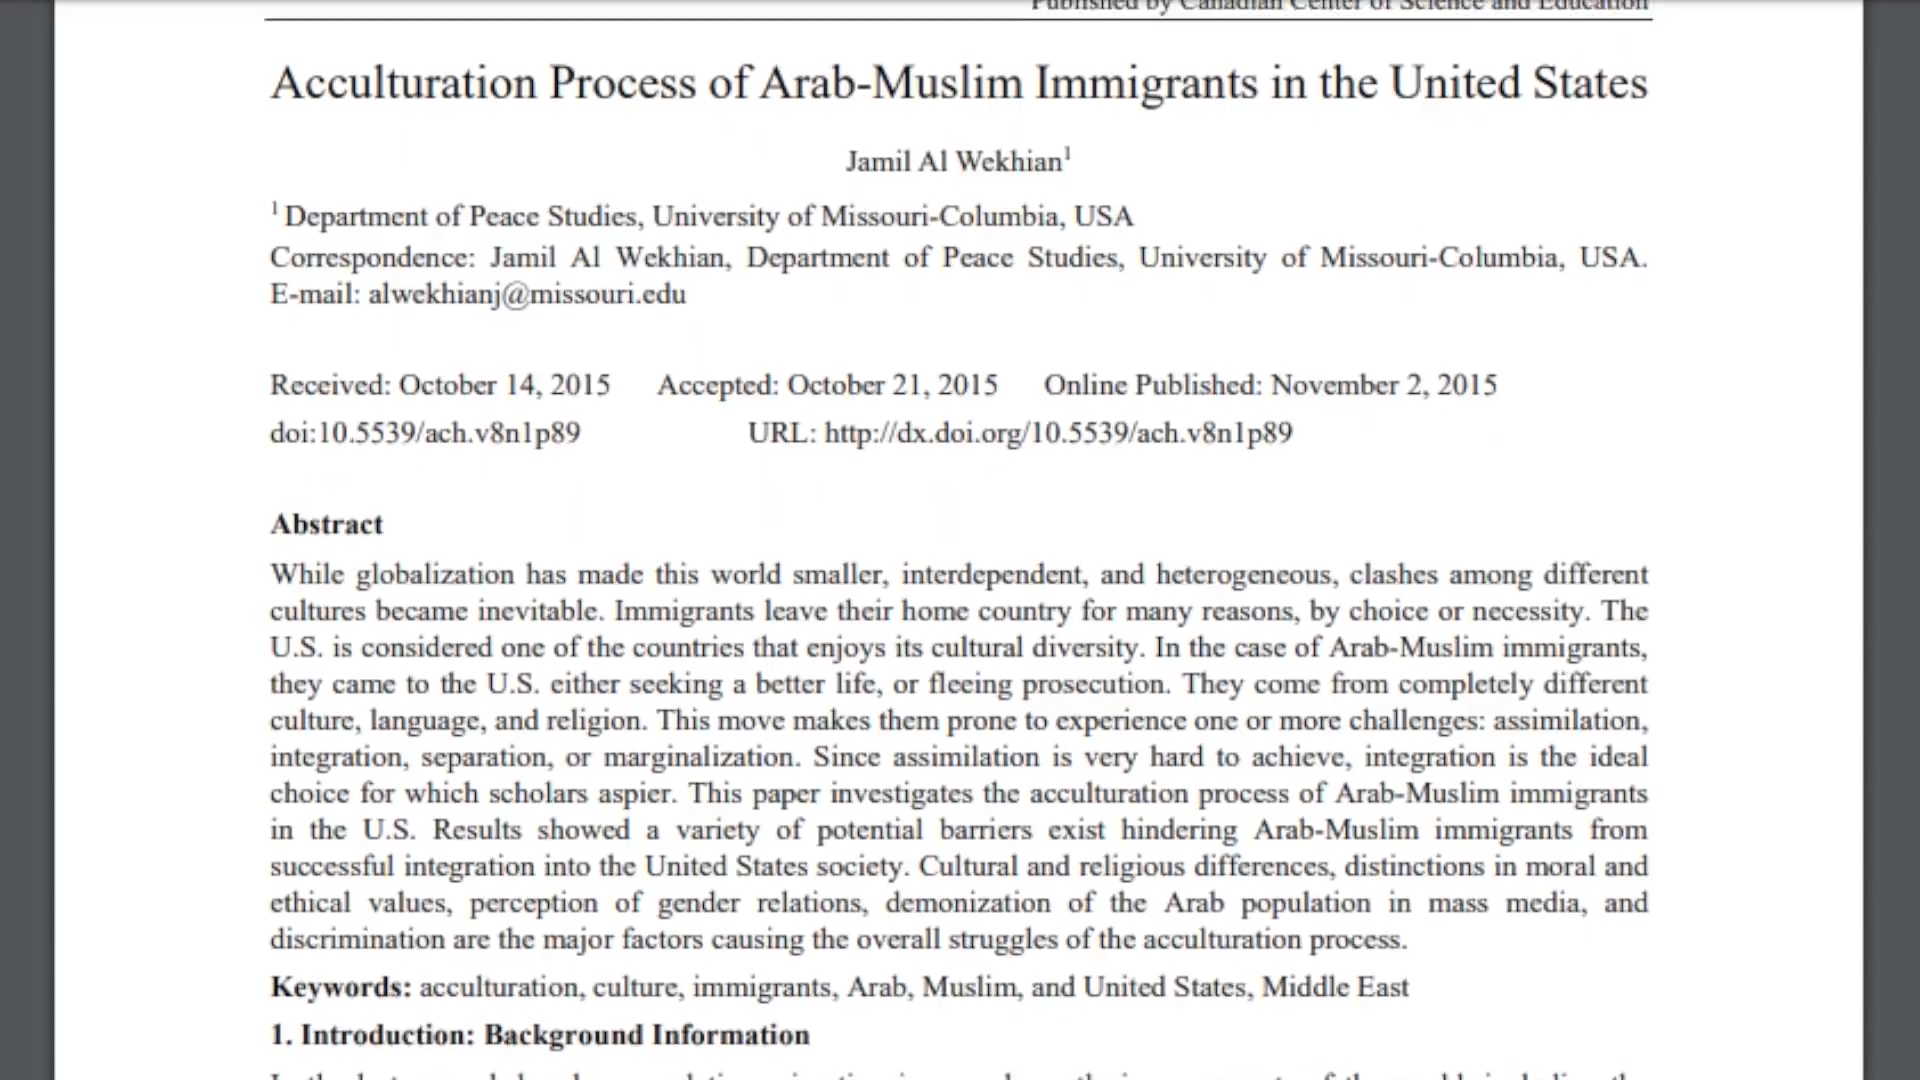 Published by Canadian Center of Science and Education
Acculturation Process of Arab-Muslim Immigrants in the United States
Jamil Al Wekhian1
1 Department of Peace Studies, University of Missouri-Columbia, USA
Correspondence: Jamil Al Wekhian, Department of Peace Studies, University of Missouri-Columbia, USA.
E-mail: alwekhianj@missouri.edu
Received: October 14, 2015 Accepted: October 21, 2015 Online Published: November 2, 2015
doi:10.5539/ach.v8n1p89 URL: http://dx.doi.org/10.5539/ach.v8n1p89
Abstract
While globalization has made this world smaller, interdependent, and heterogeneous, clashes among different
cultures became inevitable. Immigrants leave their home country for many reasons, by choice or necessity. The
U.S. is considered one of the countries that enjoys its cultural diversity. In the case of Arab-Muslim immigrants,
they came to the U.S. either seeking a better life, or fleeing prosecution. They come from completely different
culture, language, and religion. This move makes them prone to experience one or more challenges: assimilation,
integration, separation, or marginalization. Since assimilation is very hard to achieve, integration is the ideal
choice for which scholars aspier. This paper investigates the acculturation process of Arab-Muslim immigrants
in the U.S. Results showed a variety of potential barriers exist hindering Arab-Muslim immigrants from
successful integration into the United States society. Cultural and religious differences, distinctions in moral and
ethical values, perception of gender relations, demonization of the Arab population in mass media, and
discrimination are the major factors causing the overall struggles of the acculturation process.
Keywords: acculturation, culture, immigrants, Arab, Muslim, and United States, Middle East
1. Introduction: Background Information